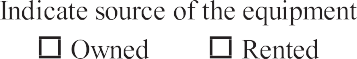 Indicate source of the equipment
☐ Owned ☐ Rented